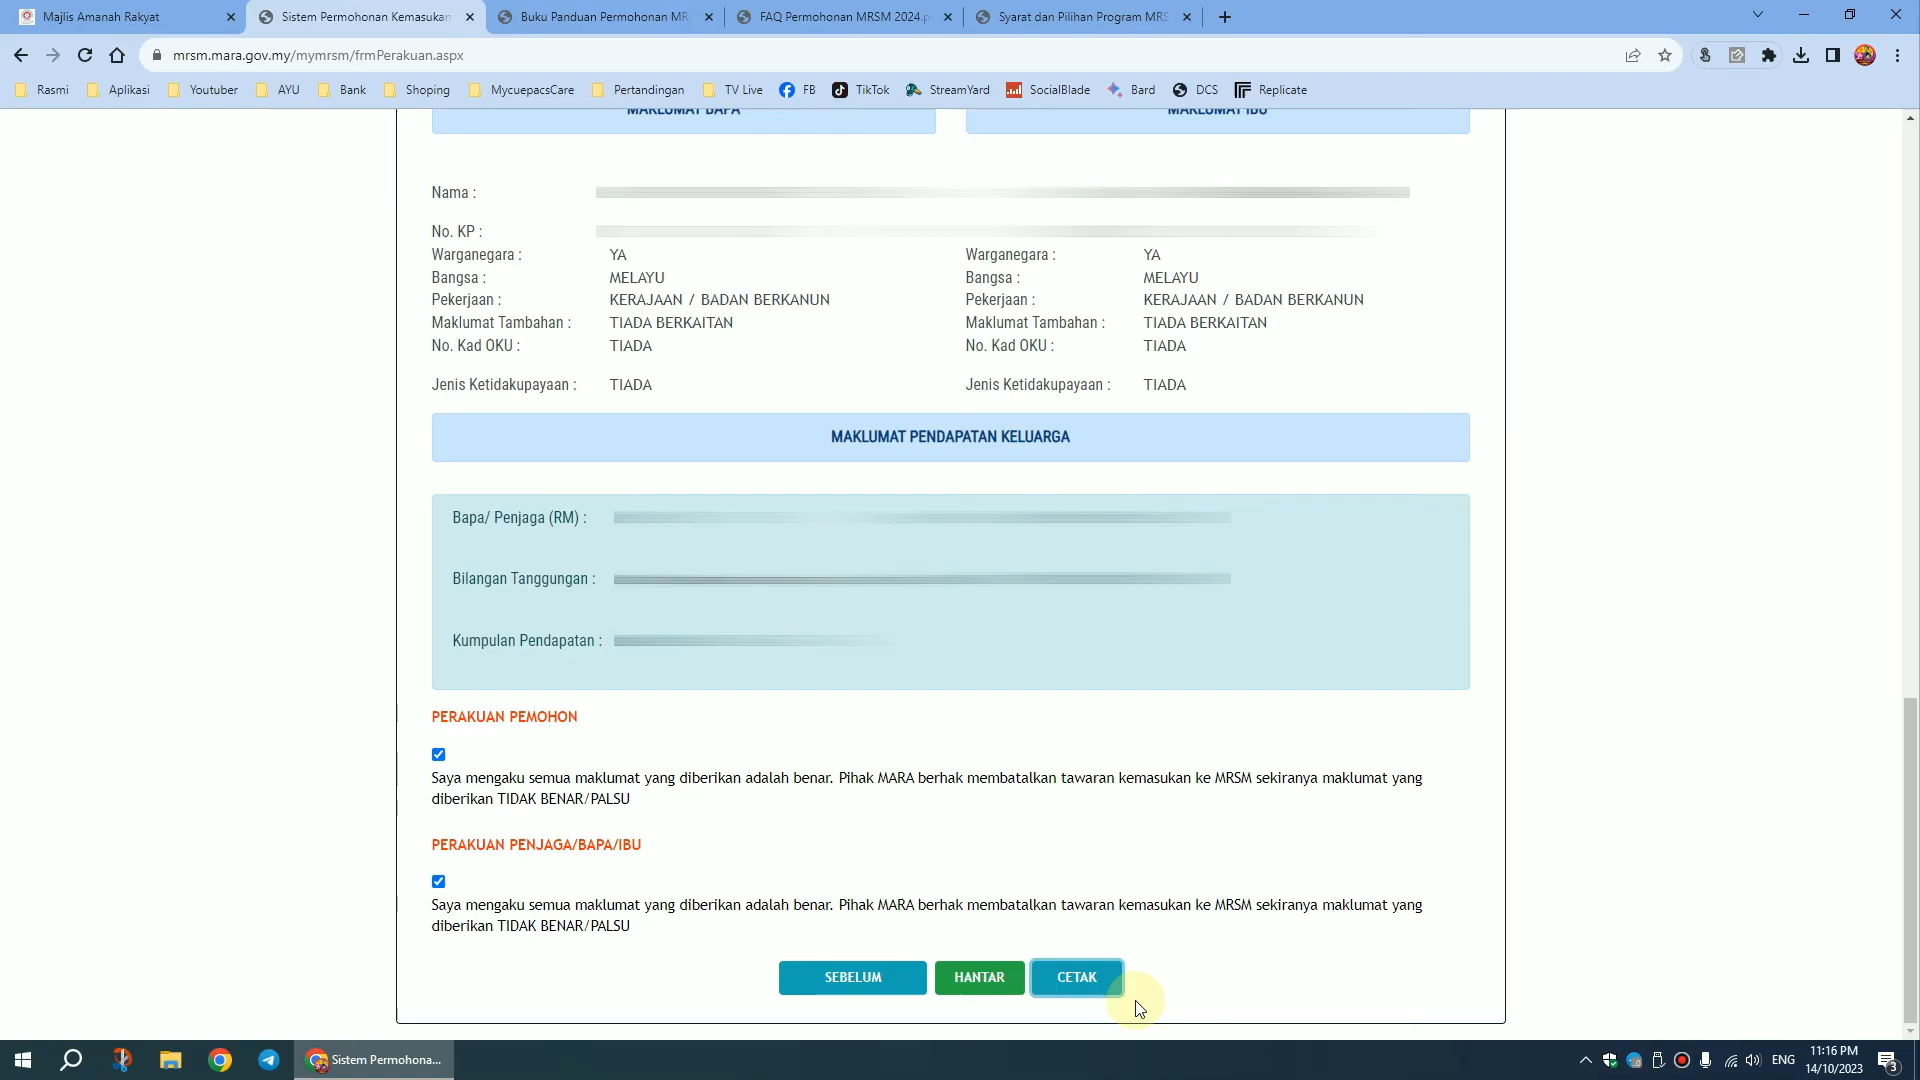 Majlis Amanah Rakyat
Sistem Permohonan Kemasukan
Buku Panduan Permohonan MR
FAQ Permohonan MRSM 2024.p
Syarat dan Pilihan Program MRS
mrsm.mara.gov.my/mymrsm/frmPerakuan.aspx
Rasmi
Aplikasi
Youtuber
AYU
Bank
Shoping
MycuepacsCare
Pertandingan
TV Live
FB
TikTok
StreamYard
SocialBlade
Bard
DCS
Replicate
MAKLUMAT BAPA
MAKLUMAT IBU
Nama :
No. KP :
Warganegara : YA Warganegara : YA
Bangsa : MELAYU Bangsa : MELAYU
Pekerjaan : KERAJAAN / BADAN BERKANUN Pekerjaan : KERAJAAN / BADAN BERKANUN
Maklumat Tambahan : TIADA BERKAITAN Maklumat Tambahan : TIADA BERKAITAN
No. Kad OKU : TIADA No. Kad OKU : TIADA
Jenis Ketidakupayaan : TIADA Jenis Ketidakupayaan : TIADA
MAKLUMAT PENDAPATAN KELUARGA
Bapa/ Penjaga (RM) :
Bilangan Tanggungan :
Kumpulan Pendapatan :
PERAKUAN PEMOHON
Saya mengaku semua maklumat yang diberikan adalah benar. Pihak MARA berhak membatalkan tawaran kemasukan ke MRSM sekiranya maklumat yang
diberikan TIDAK BENAR/PALSU
PERAKUAN PENJAGA/BAPA/IBU
Saya mengaku semua maklumat yang diberikan adalah benar. Pihak MARA berhak membatalkan tawaran kemasukan ke MRSM sekiranya maklumat yang
diberikan TIDAK BENAR/PALSU
SEBELUM
HANTAR
CETAK
Sistem Permohona...
ENG
11:16 PM
14/10/2023
3